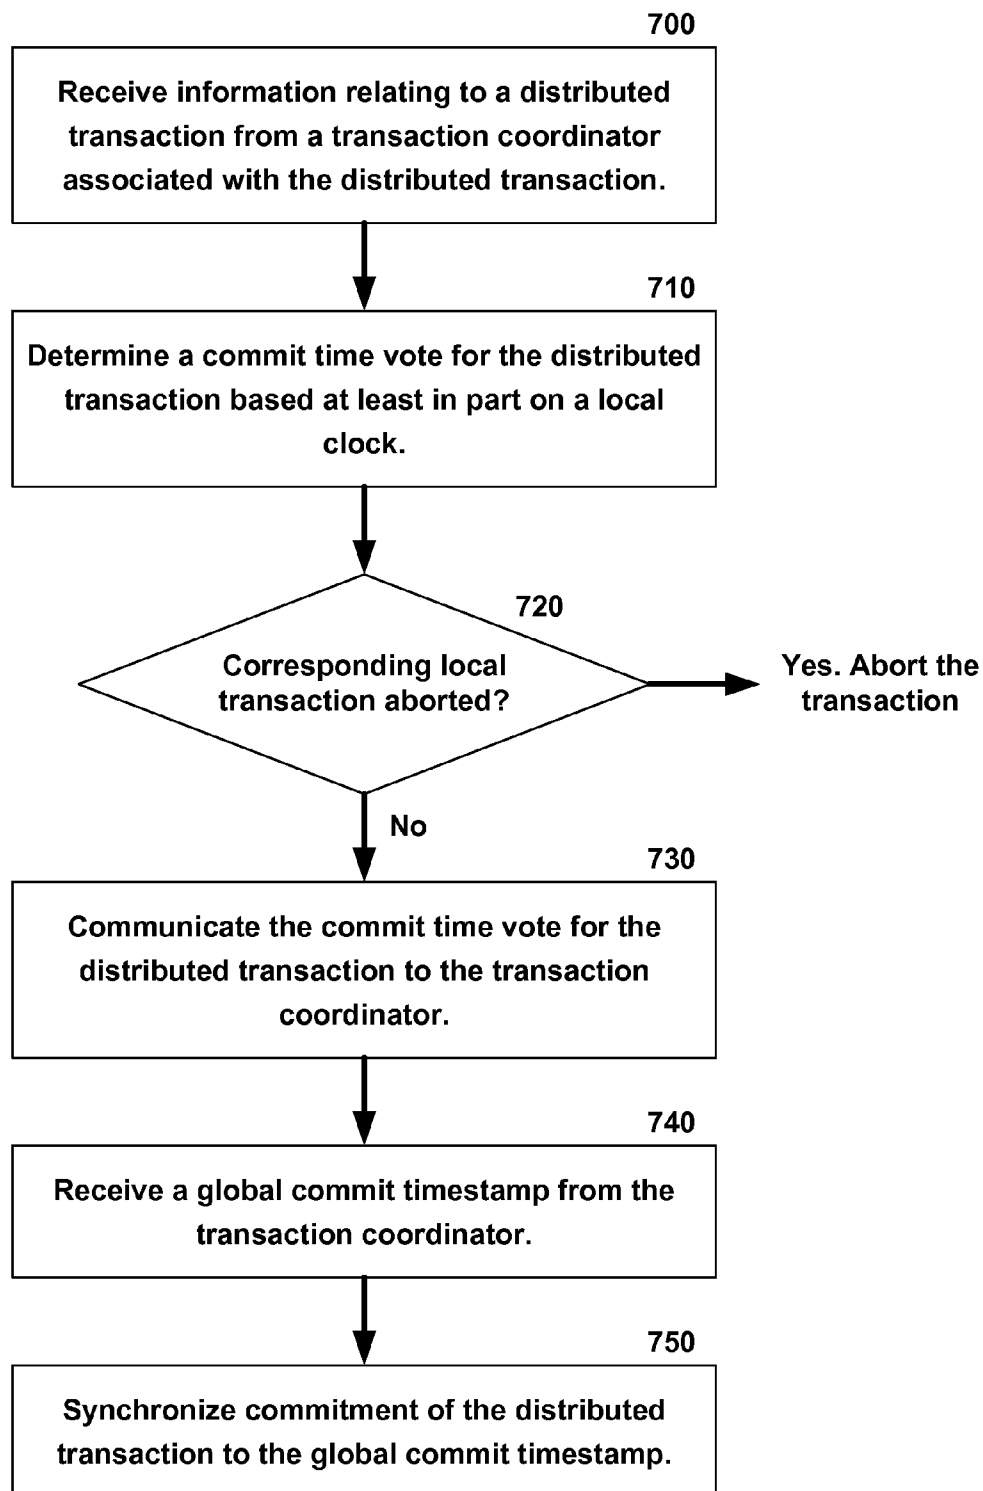 700
Receive information relating to a distributed
transaction from a transaction coordinator
associated with the distributed transaction.
710
Determine a commit time vote for the distributed
transaction based at least in part on a local
clock.
720
Corresponding local
transaction aborted?
Yes. Abort the
transaction
No
730
Communicate the commit time vote for the
distributed transaction to the transaction
coordinator.
740
Receive a global commit timestamp from the
transaction coordinator.
750
Synchronize commitment of the distributed
transaction to the global commit timestamp.